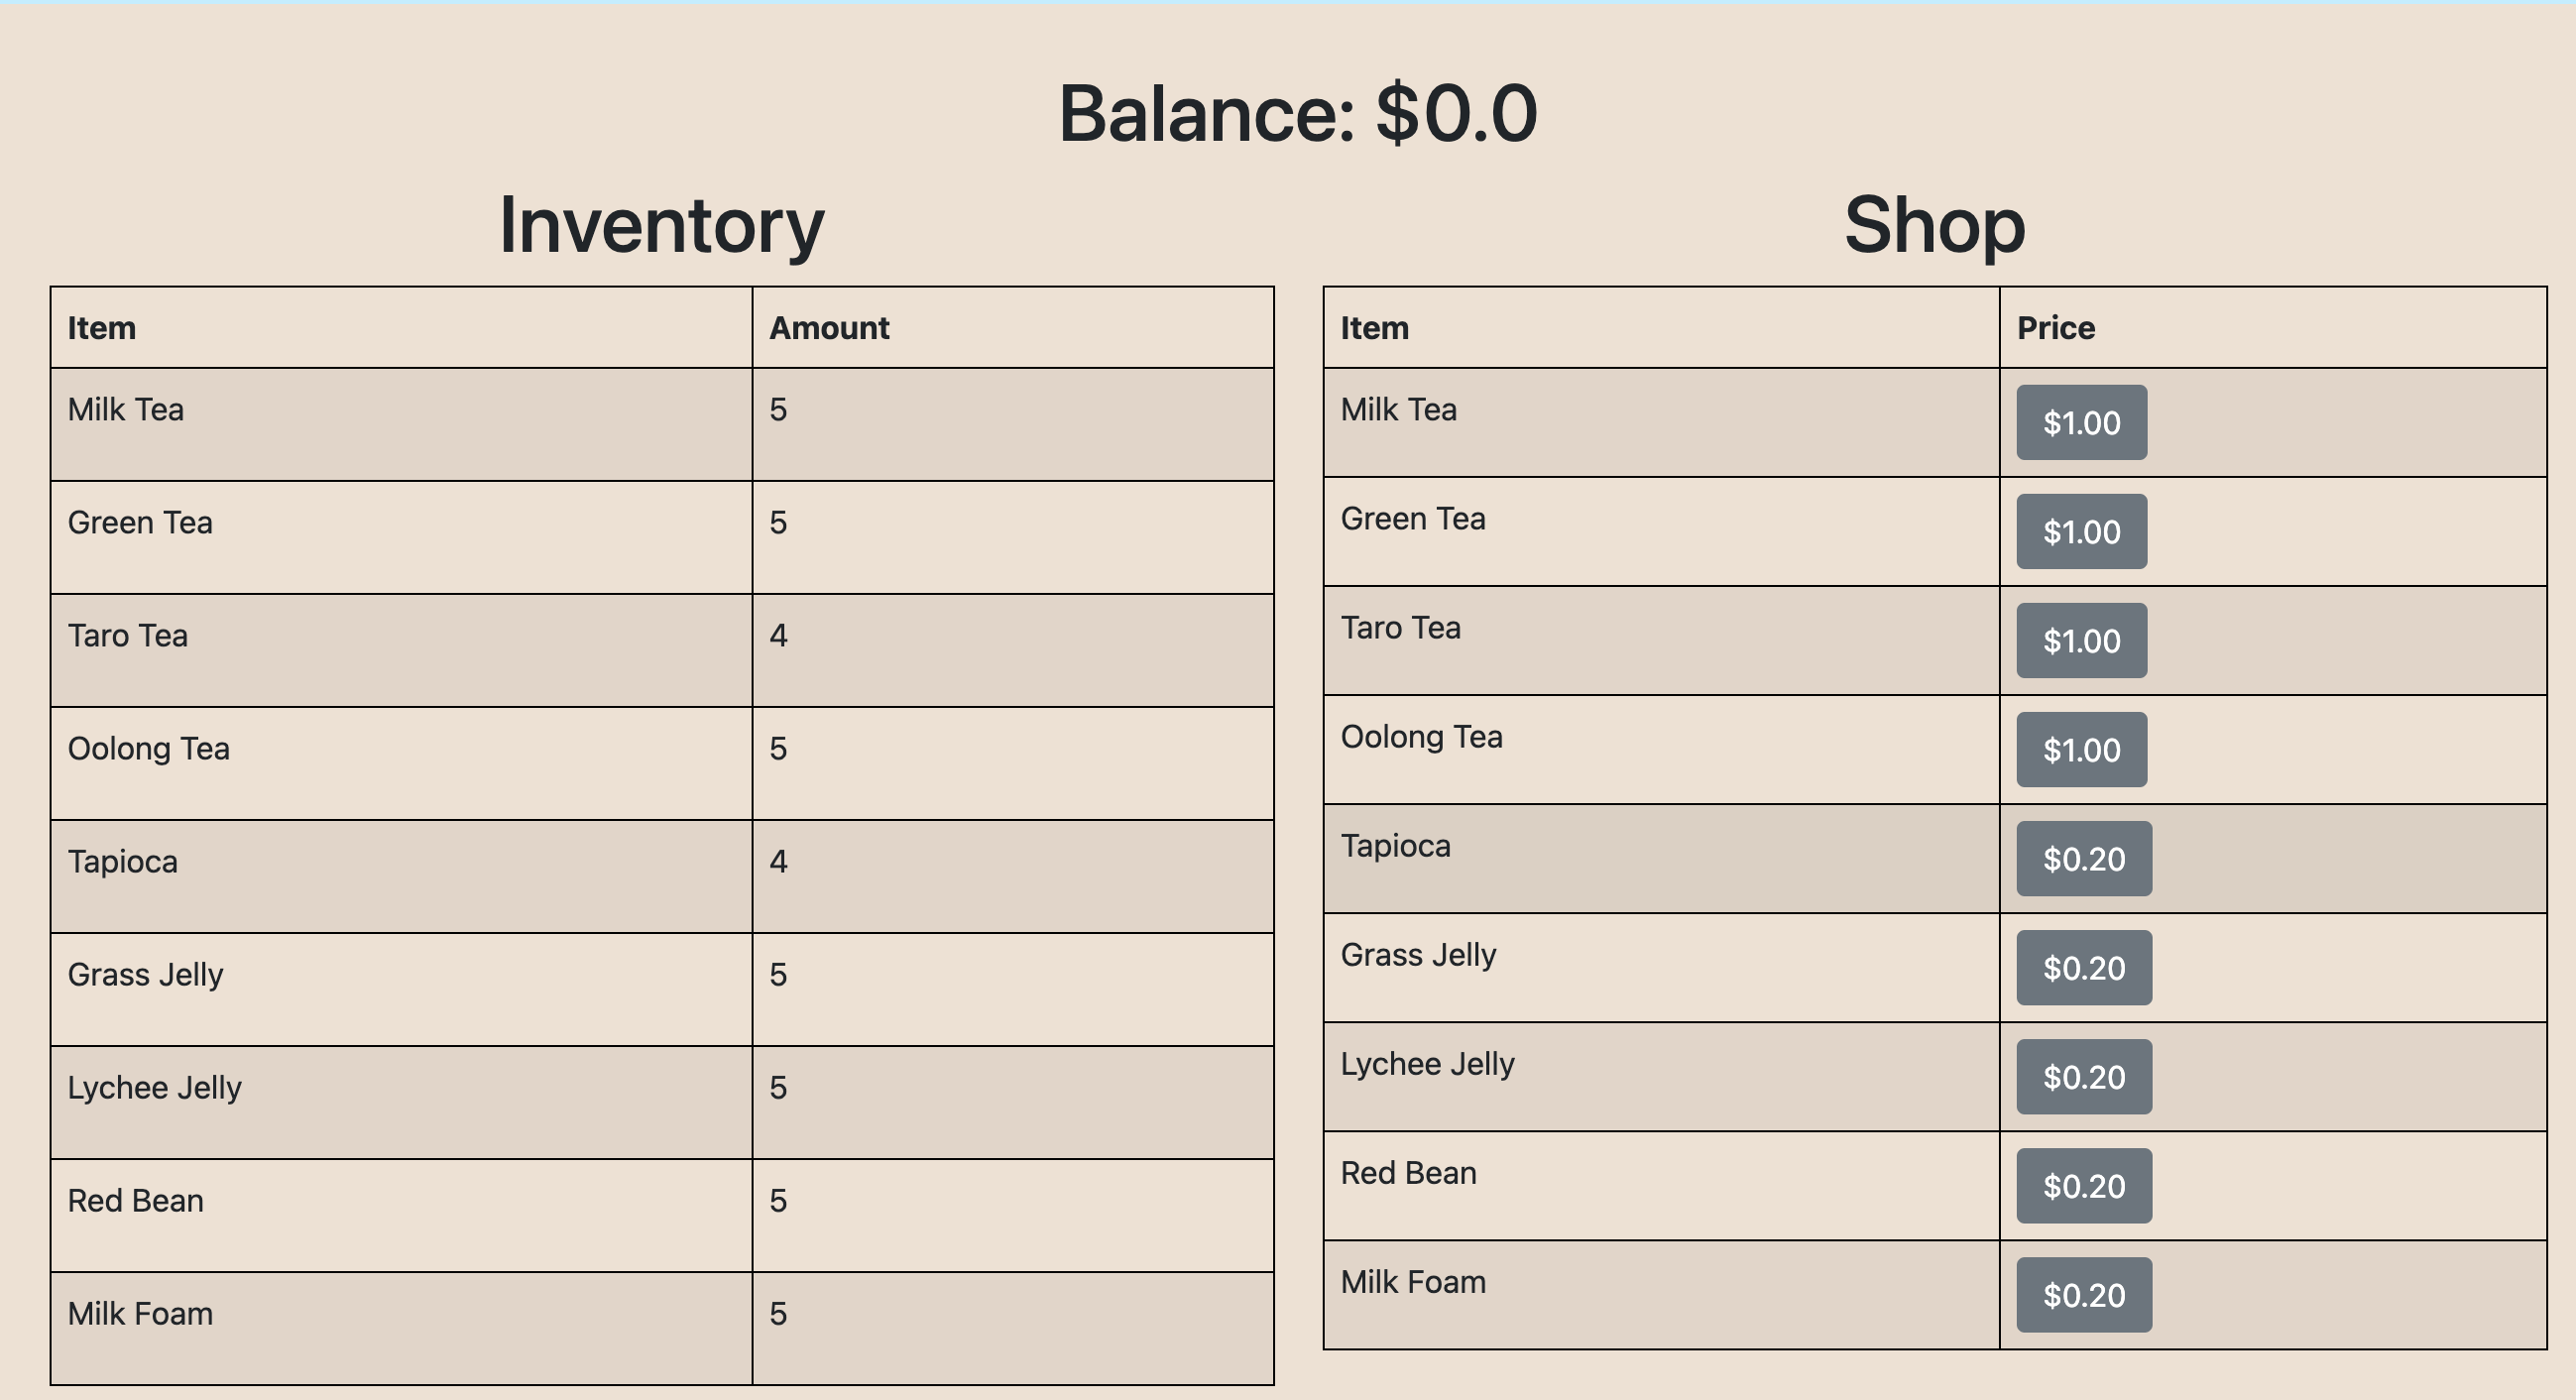 Balance: $0.0
Inventory
Item Amount
Milk Tea 5
Green Tea 5
Taro Tea 4
Oolong Tea 5
Tapioca 4
Grass Jelly 5
Lychee Jelly 5
Red Bean 5
Milk Foam 5
Shop
Item Price
Milk Tea $1.00
Green Tea $1.00
Taro Tea $1.00
Oolong Tea $1.00
Tapioca $0.20
Grass Jelly $0.20
Lychee Jelly $0.20
Red Bean $0.20
Milk Foam $0.20